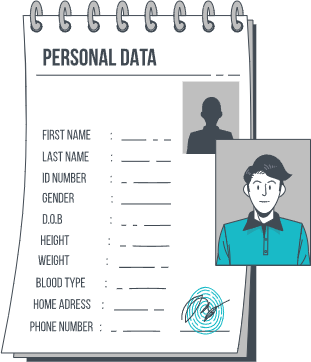 PERSONAL DATA
FIRST NAME :
LAST NAME :
ID NUMBER :
GENDER :
D.O.B :
HEIGHT :
WEIGHT :
BLOOD TYPE :
HOME ADRESS :
PHONE NUMBER :